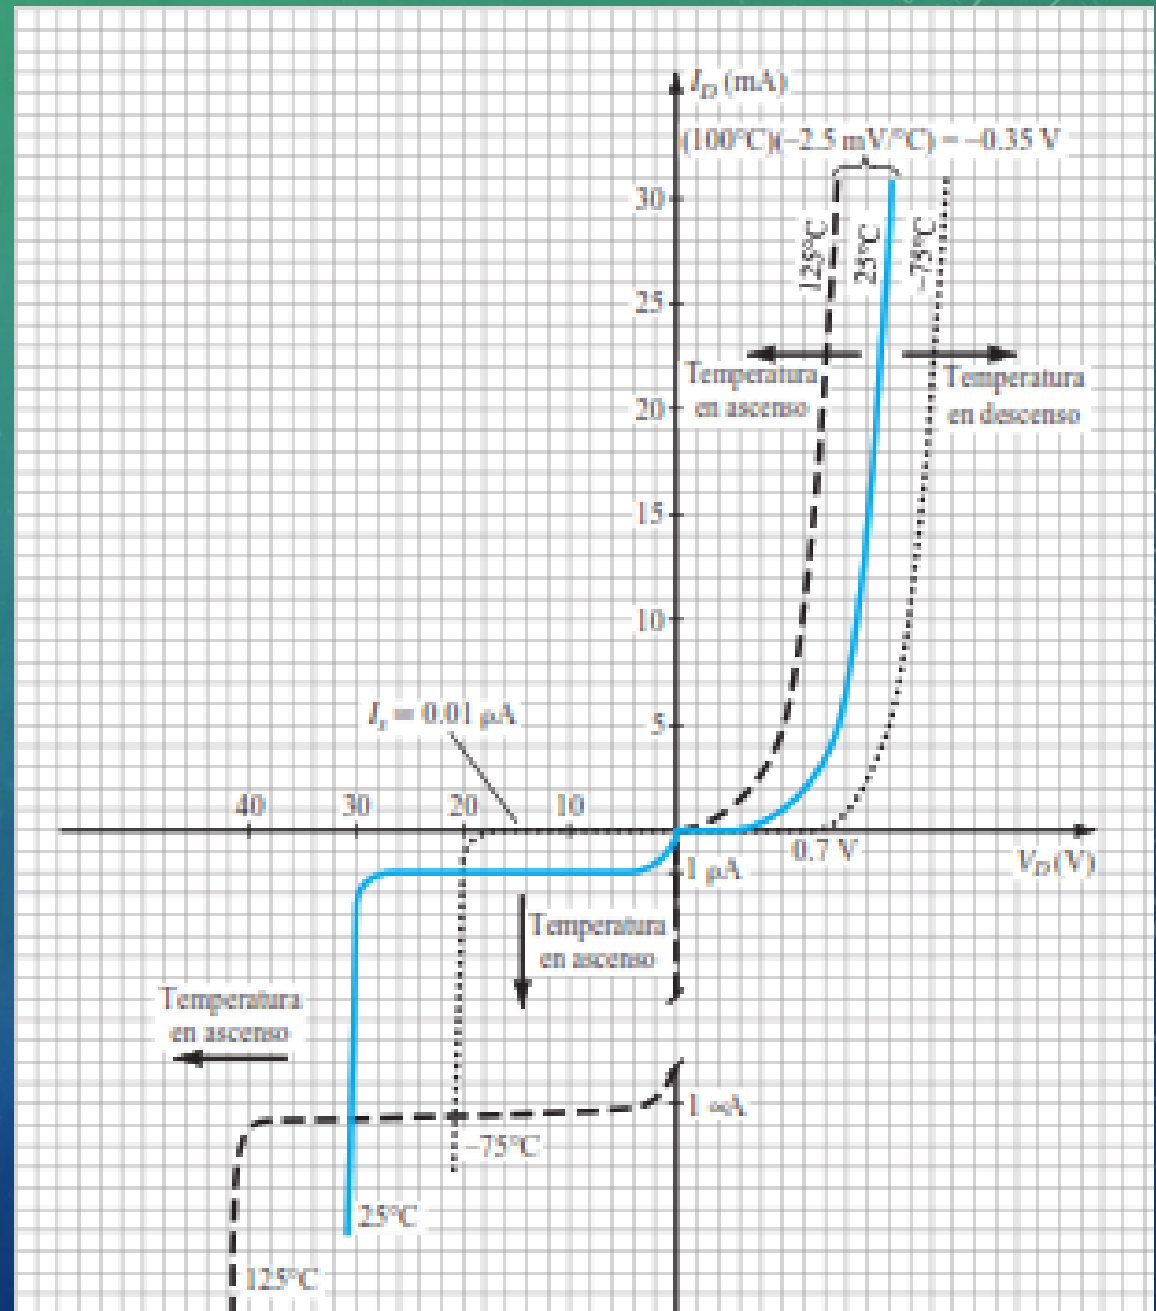 I_D (mA)
(100°C)(−2.5 mV/°C) = −0.35 V
30
125°C
25°C
−75°C
25
Temperatura
en ascenso
Temperatura
en descenso
20
15
10
I_s = 0.01 µA
5
40
30
20
10
0.7 V
V_D (V)
1 µA
Temperatura
en ascenso
Temperatura
en ascenso
−75°C
25°C
125°C